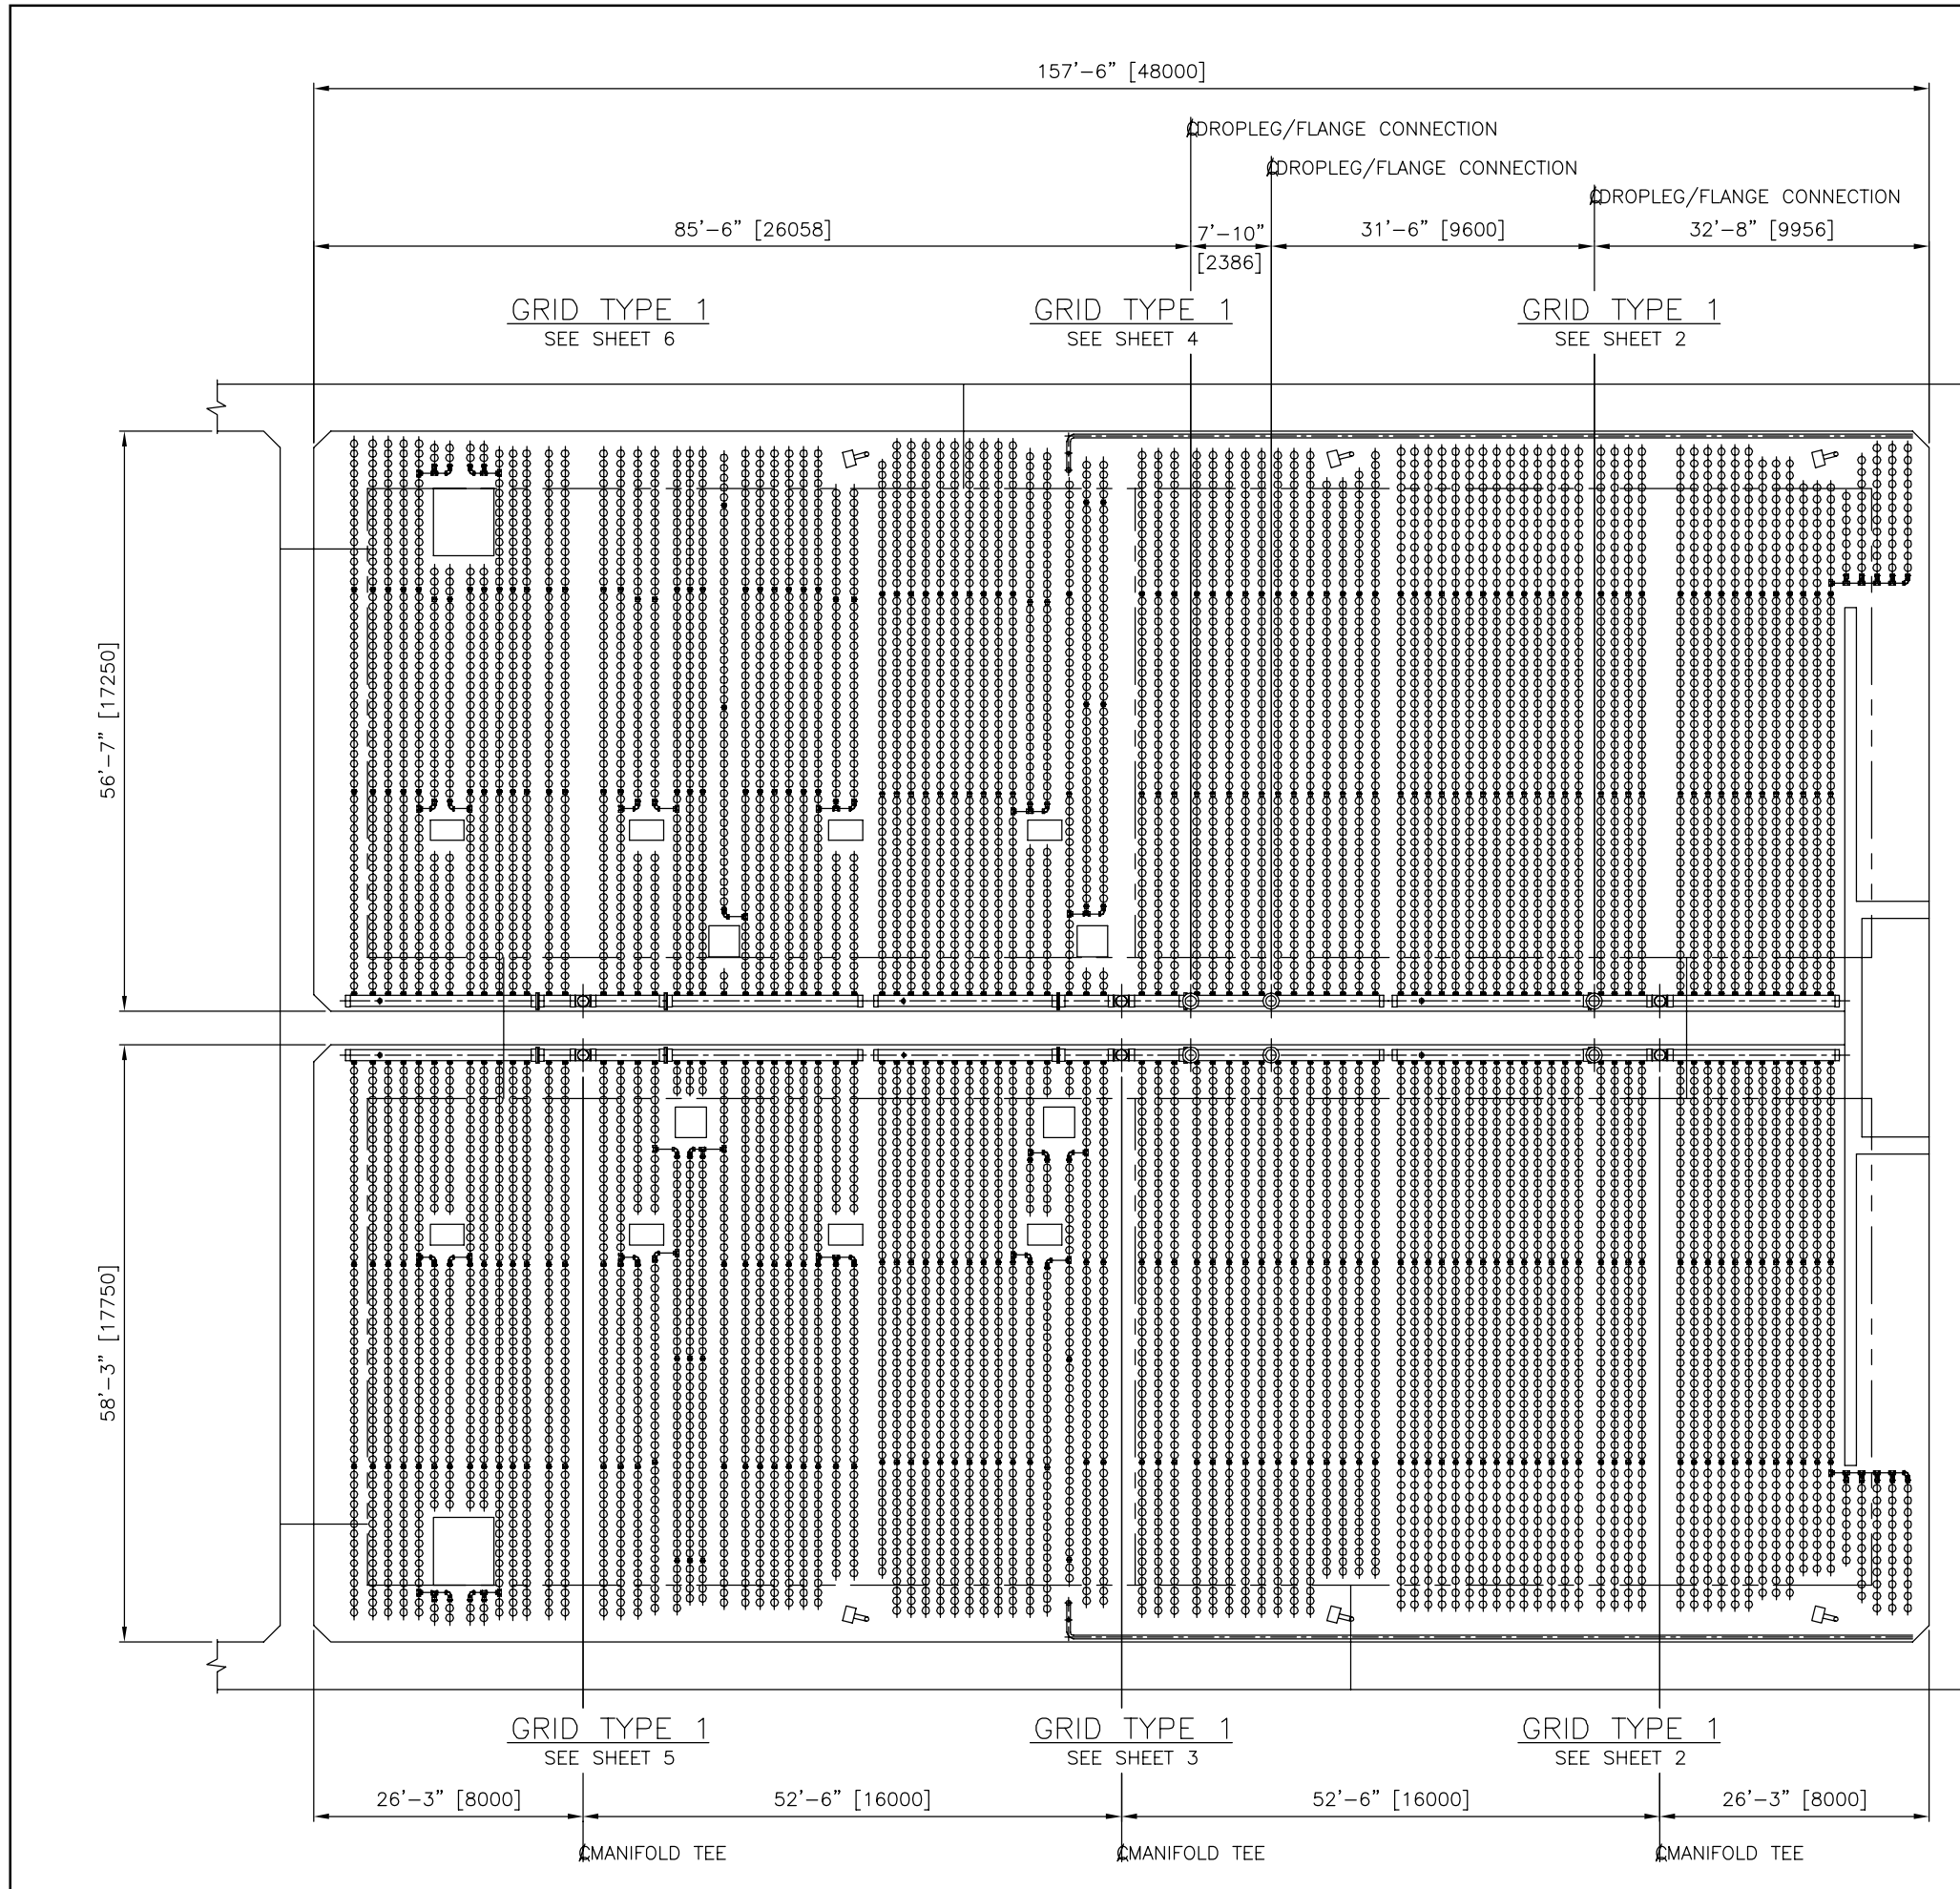 157'-6" [48000]
℄DROPLEG/FLANGE CONNECTION
℄DROPLEG/FLANGE CONNECTION
℄DROPLEG/FLANGE CONNECTION
85'-6" [26058]
7'-10"
[2386]
31'-6" [9600]
32'-8" [9956]
GRID TYPE 1
SEE SHEET 6
GRID TYPE 1
SEE SHEET 4
GRID TYPE 1
SEE SHEET 2
56'-7" [17250]
58'-3" [17750]
GRID TYPE 1
SEE SHEET 5
GRID TYPE 1
SEE SHEET 3
GRID TYPE 1
SEE SHEET 2
26'-3" [8000]
52'-6" [16000]
52'-6" [16000]
26'-3" [8000]
℄MANIFOLD TEE
℄MANIFOLD TEE
℄MANIFOLD TEE